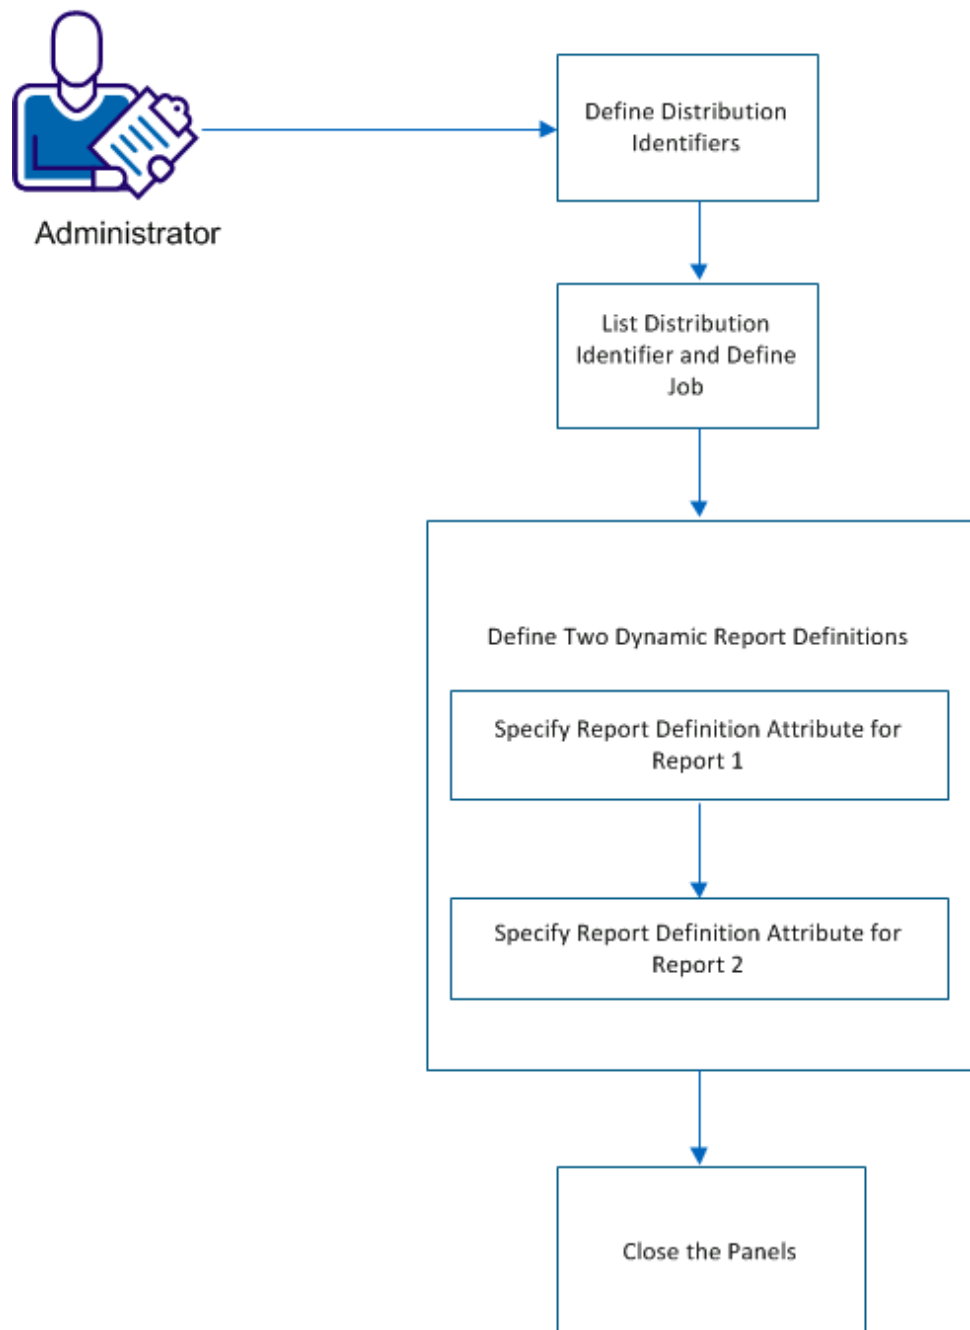 Define Distribution
Identifiers
Administrator
List Distribution
Identifier and Define
Job
Define Two Dynamic Report Definitions
Specify Report Definition Attribute for
Report 1
Specify Report Definition Attribute for
Report 2
Close the Panels